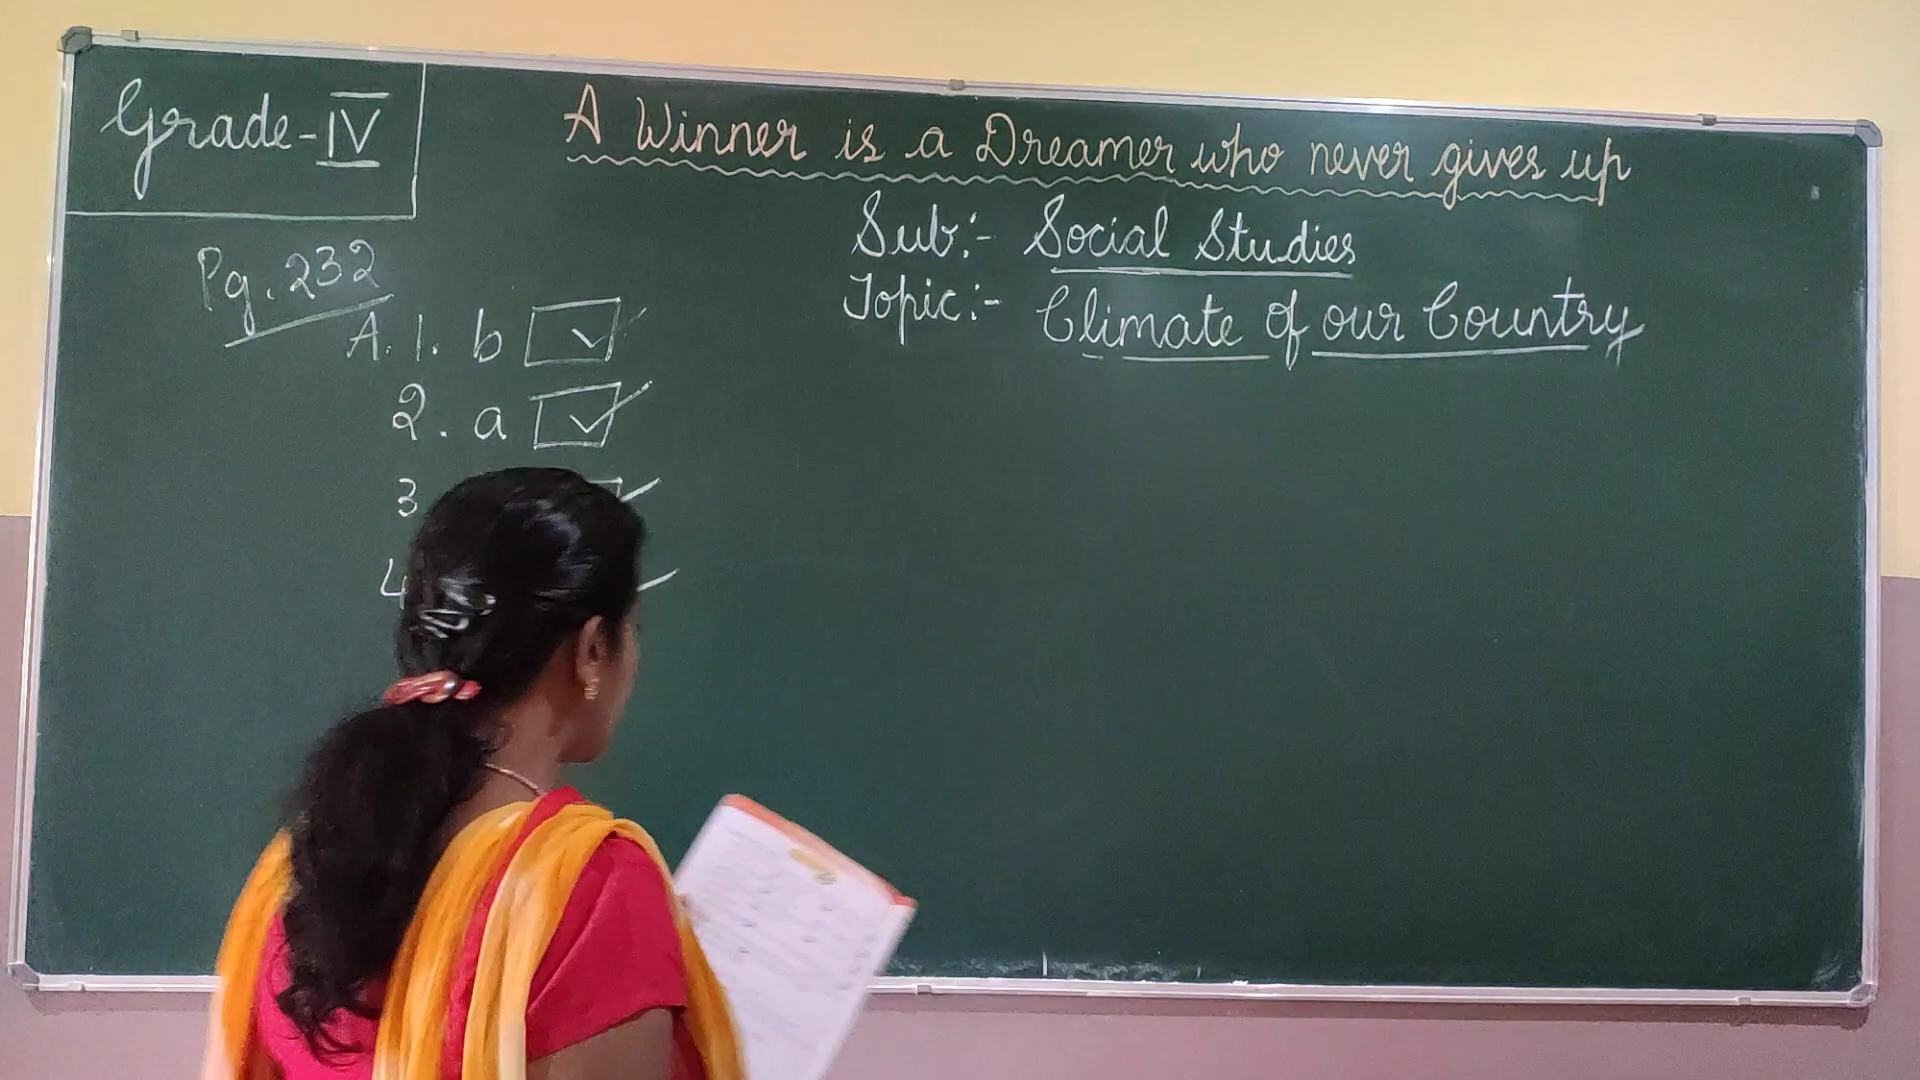 Grade-IV
A Winner is a Dreamer who never gives up
Sub:- Social Studies
Topic:- Climate of our Country
Pg. 232
A. 1. b
2. a
3
4